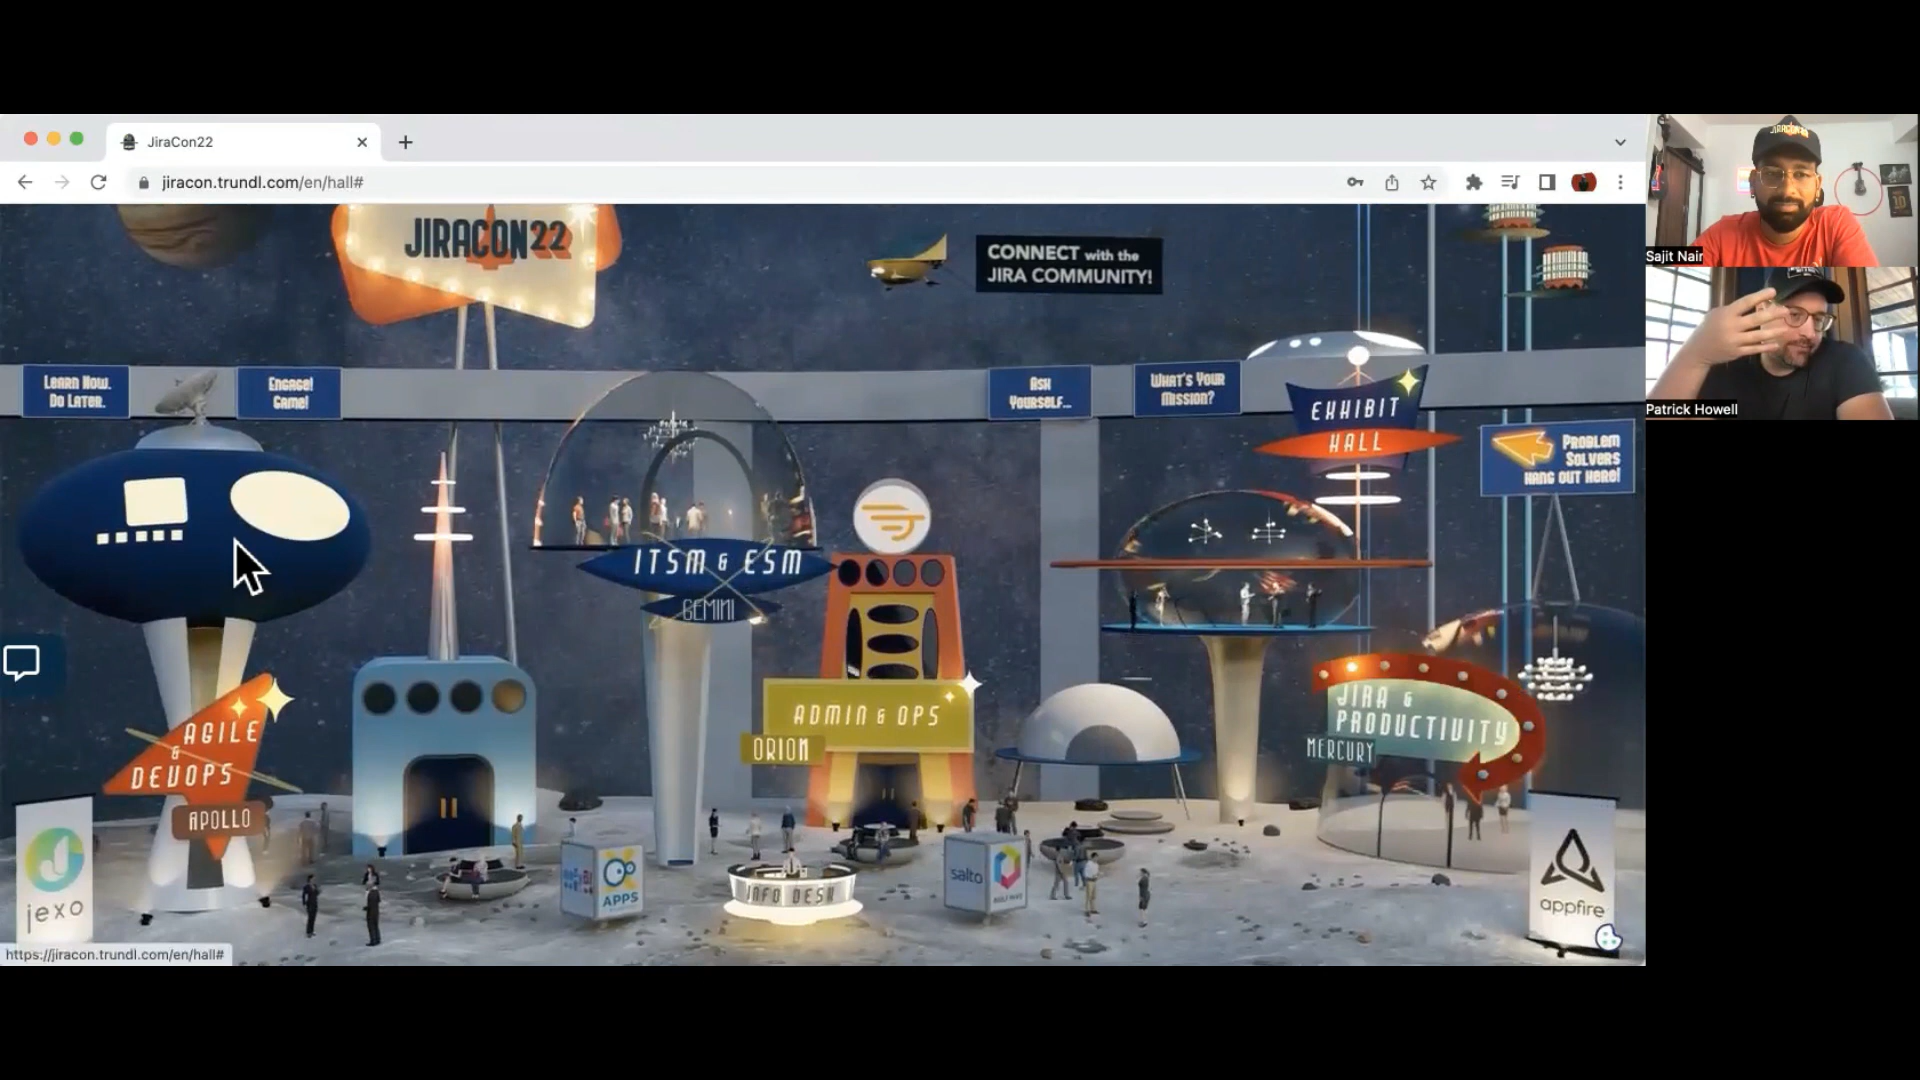 JiraCon22
jiracon.trundl.com/en/hall#
JIRACON22
CONNECT with the
JIRA COMMUNITY!
Learn Now.
Do Later.
Engage!
Game!
Ask
Yourself...
What's Your
Mission?
EXHIBIT
HALL
Problem
Solvers
Hang Out Here!
ITSM & ESM
GEMINI
ADMIN & OPS
ORION
JIRA &
PRODUCTIVITY
MERCURY
AGILE
&
DEVOPS
APOLLO
jexo
APPS
INFO DESK
salto
appfire
https://jiracon.trundl.com/en/hall#
JIRACON22
10
Sajit Nair
Patrick Howell